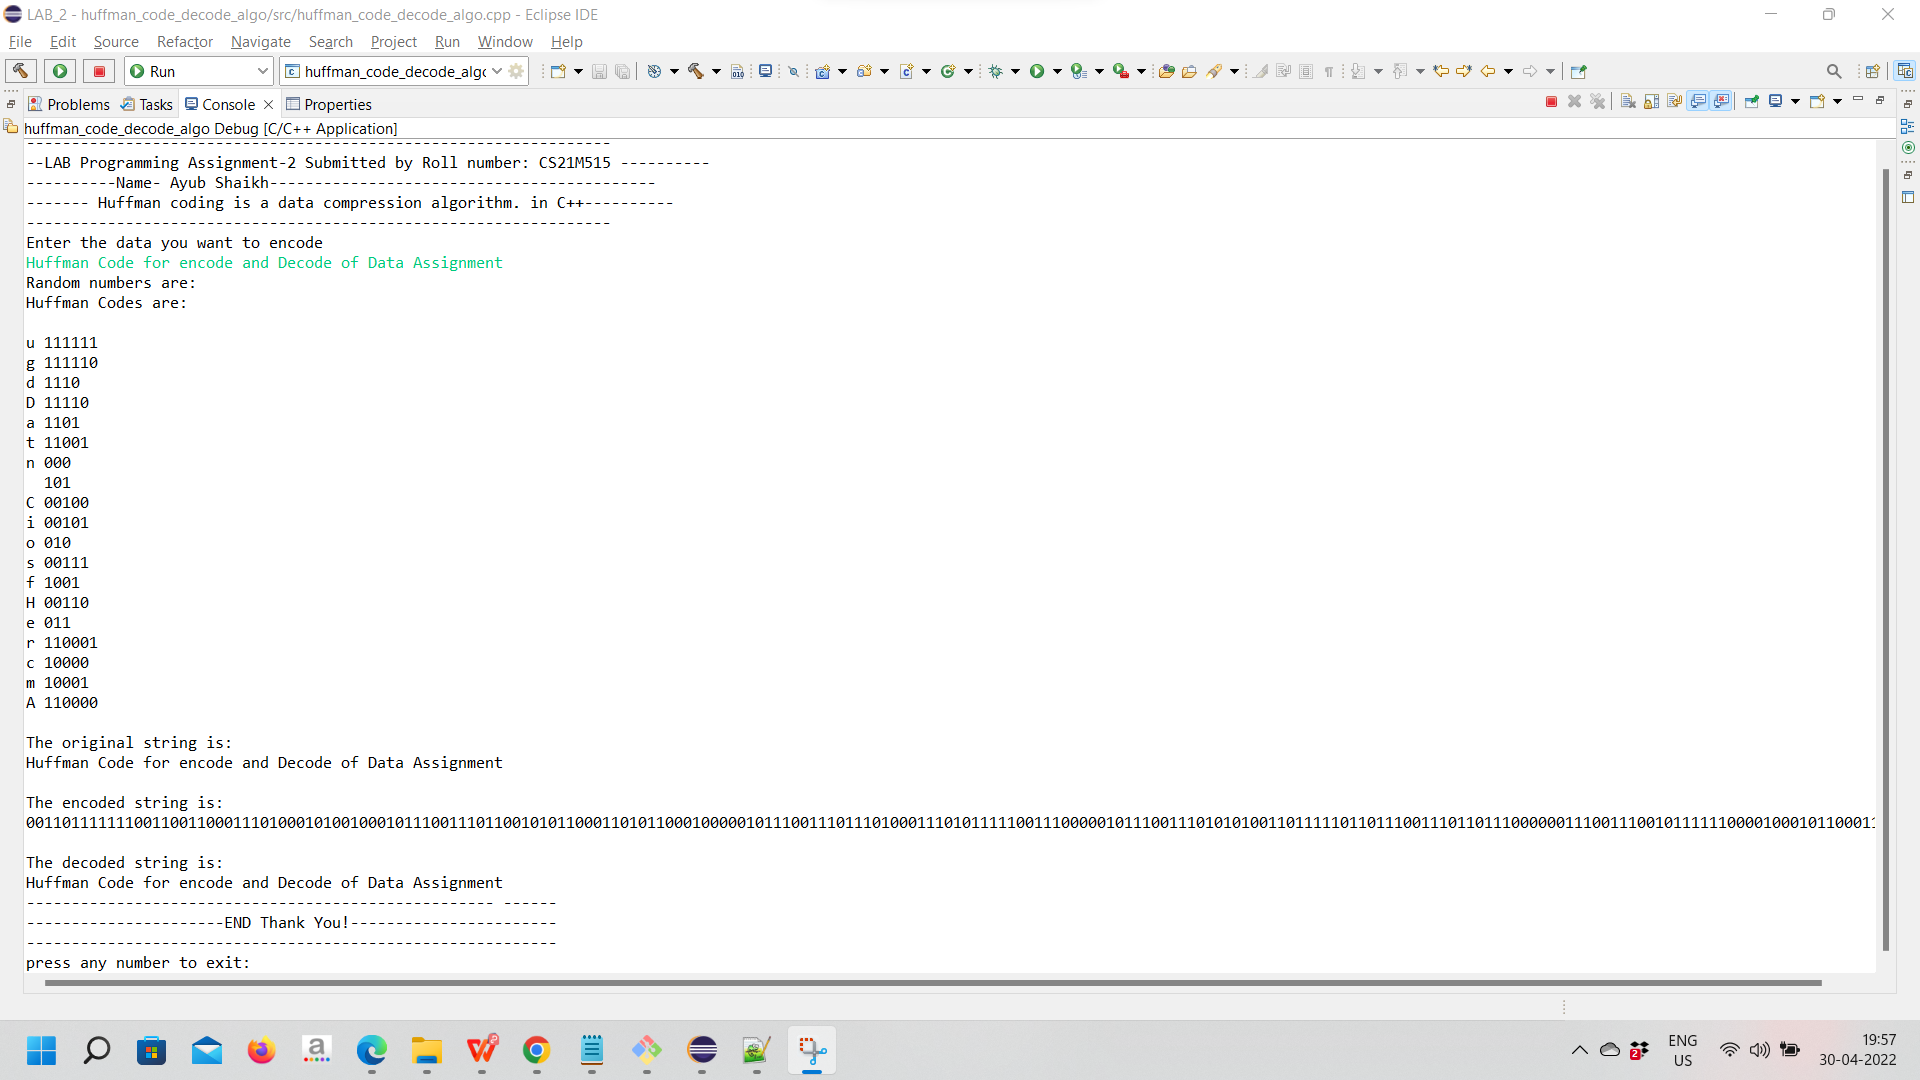 LAB_2 - huffman_code_decode_algo/src/huffman_code_decode_algo.cpp - Eclipse IDE
File Edit Source Refactor Navigate Search Project Run Window Help
Run huffman_code_decode_algo
Problems Tasks Console Properties
huffman_code_decode_algo Debug [C/C++ Application]
-----------------------------------------------------------------
--LAB Programming Assignment-2 Submitted by Roll number: CS21M515 ----------
----------Name- Ayub Shaikh-------------------------------------------
------- Huffman coding is a data compression algorithm. in C++----------
-----------------------------------------------------------------
Enter the data you want to encode
Huffman Code for encode and Decode of Data Assignment
Random numbers are:
Huffman Codes are:
u 111111
g 111110
d 1110
D 11110
a 1101
t 11001
n 000
101
C 00100
i 00101
o 010
s 00111
f 1001
H 00110
e 011
r 110001
c 10000
m 10001
A 110000
The original string is:
Huffman Code for encode and Decode of Data Assignment
The encoded string is:
The decoded string is:
Huffman Code for encode and Decode of Data Assignment
---------------------------------------------------- ------
----------------------END Thank You!-----------------------
-----------------------------------------------------------
press any number to exit:
ENG
US
19:57
30-04-2022